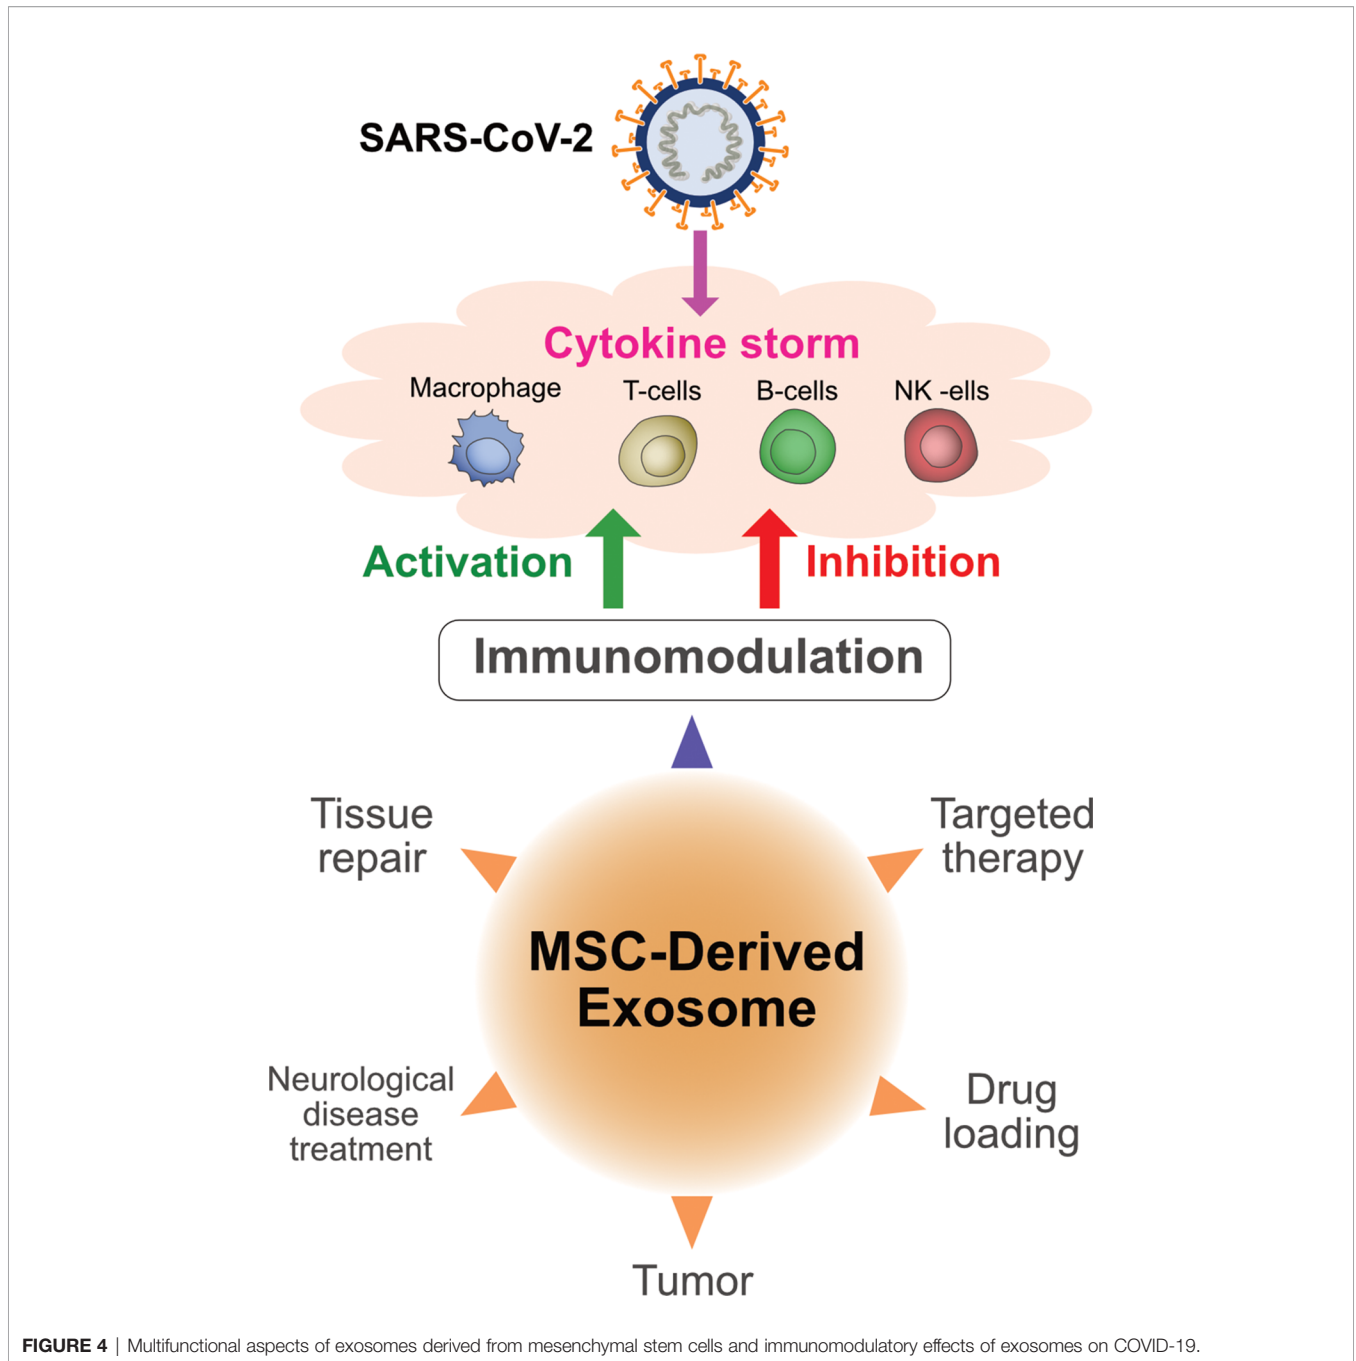 SARS-CoV-2
Cytokine storm
Macrophage
T-cells
B-cells
NK -ells
Activation
Inhibition
Immunomodulation
Tissue
repair
Targeted
therapy
MSC-Derived
Exosome
Neurological
disease
treatment
Drug
loading
Tumor
FIGURE 4 | Multifunctional aspects of exosomes derived from mesenchymal stem cells and immunomodulatory effects of exosomes on COVID-19.